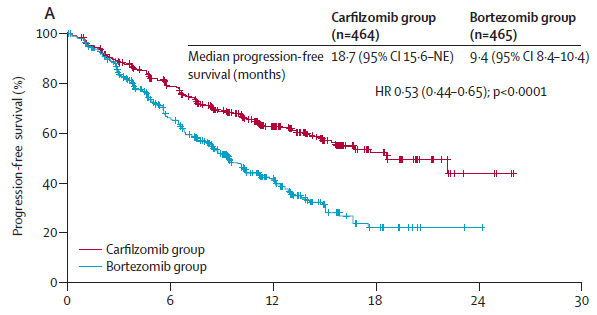 A
Carfilzomib group Bortezomib group
(n=464) (n=465)
Median progression-free 18·7 (95% CI 15·6–NE) 9·4 (95% CI 8·4–10·4)
survival (months)
HR 0·53 (0·44–0·65); p<0·0001
Progression-free survival (%)
100
80
60
40
20
0
Carfilzomib group
Bortezomib group
0 6 12 18 24 30